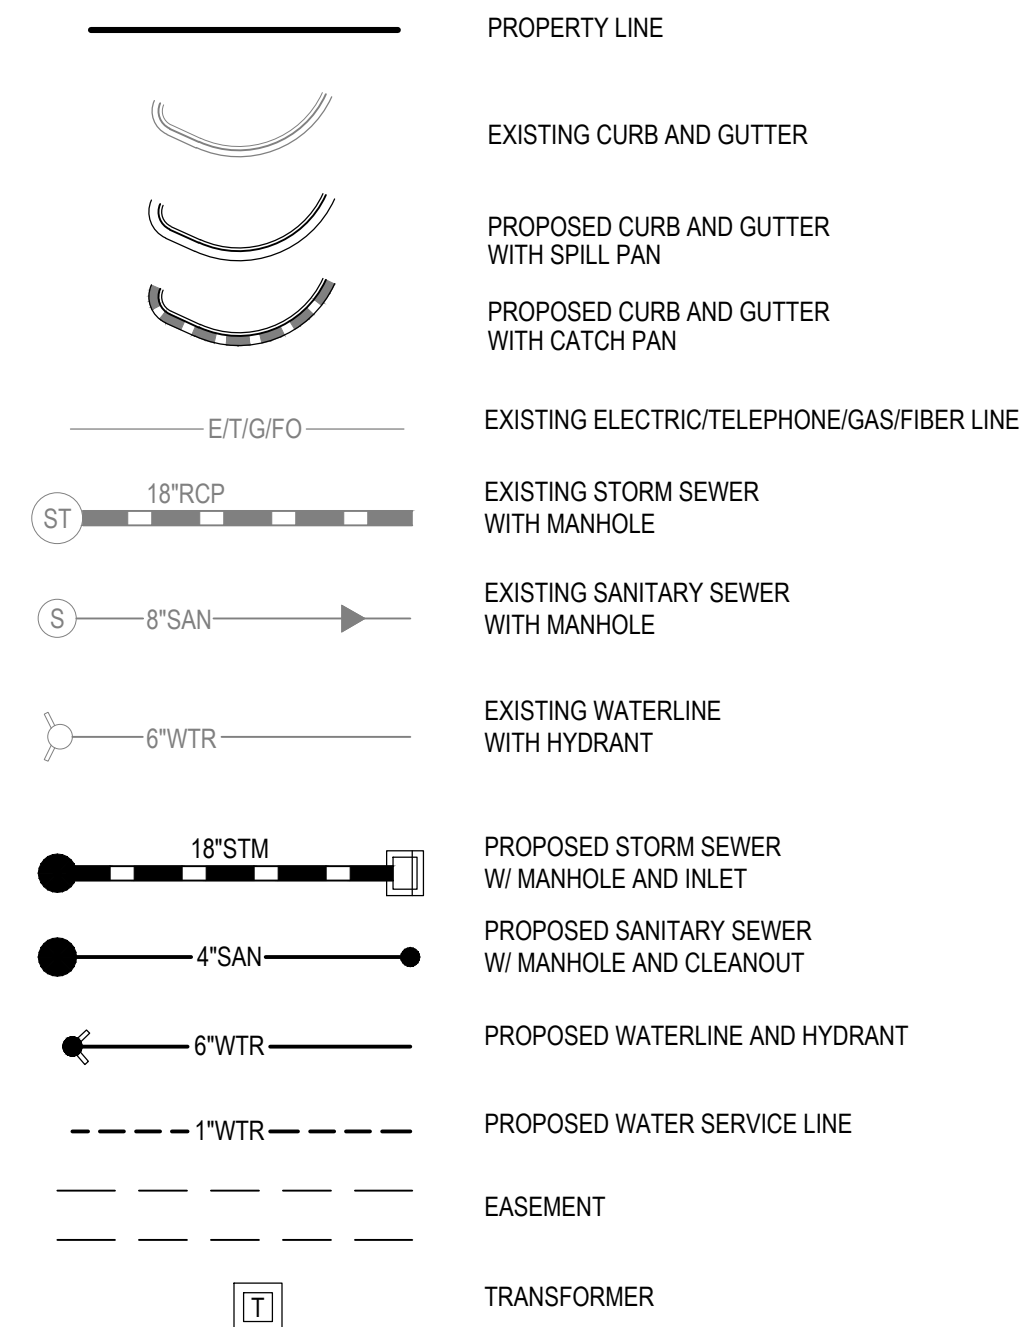 PROPERTY LINE
EXISTING CURB AND GUTTER
PROPOSED CURB AND GUTTER
WITH SPILL PAN
PROPOSED CURB AND GUTTER
WITH CATCH PAN
E/T/G/FO
EXISTING ELECTRIC/TELEPHONE/GAS/FIBER LINE
18"RCP
ST
EXISTING STORM SEWER
WITH MANHOLE
S
8"SAN
EXISTING SANITARY SEWER
WITH MANHOLE
6"WTR
EXISTING WATERLINE
WITH HYDRANT
18"STM
PROPOSED STORM SEWER
W/ MANHOLE AND INLET
4"SAN
PROPOSED SANITARY SEWER
W/ MANHOLE AND CLEANOUT
6"WTR
PROPOSED WATERLINE AND HYDRANT
1"WTR
PROPOSED WATER SERVICE LINE
EASEMENT
T
TRANSFORMER